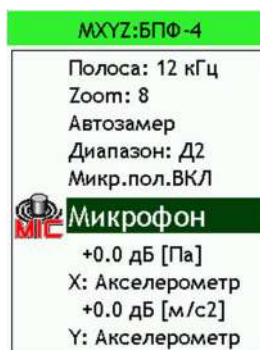 MXYZ:БПФ-4
Полоса: 12 кГц
Zoom: 8
Автозамер
Диапазон: Д2
Микр.пол.ВКЛ
MIC
Микрофон
+0.0 дБ [Па]
X: Акселерометр
+0.0 дБ [м/с2]
Y: Акселерометр